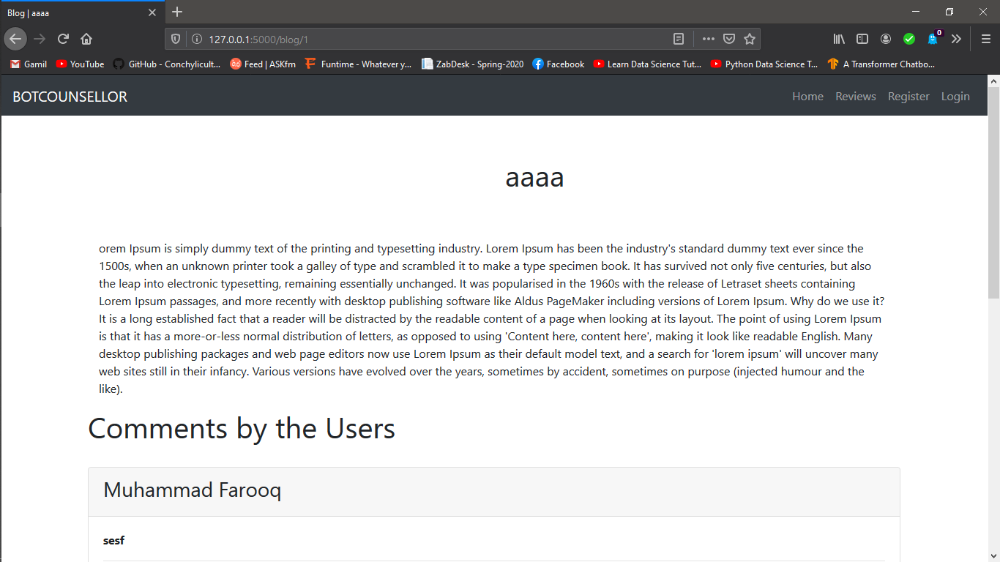 Blog | aaaa
127.0.0.1:5000/blog/1
0
Gamil YouTube GitHub - Conchylicult... Feed | ASKfm Funtime - Whatever y... ZabDesk - Spring-2020 Facebook Learn Data Science Tut... Python Data Science T... A Transformer Chatbo...
BOTCOUNSELLOR Home Reviews Register Login
aaaa
orem Ipsum is simply dummy text of the printing and typesetting industry. Lorem Ipsum has been the industry's standard dummy text ever since the
1500s, when an unknown printer took a galley of type and scrambled it to make a type specimen book. It has survived not only five centuries, but also
the leap into electronic typesetting, remaining essentially unchanged. It was popularised in the 1960s with the release of Letraset sheets containing
Lorem Ipsum passages, and more recently with desktop publishing software like Aldus PageMaker including versions of Lorem Ipsum. Why do we use it?
It is a long established fact that a reader will be distracted by the readable content of a page when looking at its layout. The point of using Lorem Ipsum
is that it has a more-or-less normal distribution of letters, as opposed to using 'Content here, content here', making it look like readable English. Many
desktop publishing packages and web page editors now use Lorem Ipsum as their default model text, and a search for 'lorem ipsum' will uncover many
web sites still in their infancy. Various versions have evolved over the years, sometimes by accident, sometimes on purpose (injected humour and the
like).
Comments by the Users
Muhammad Farooq
sesf